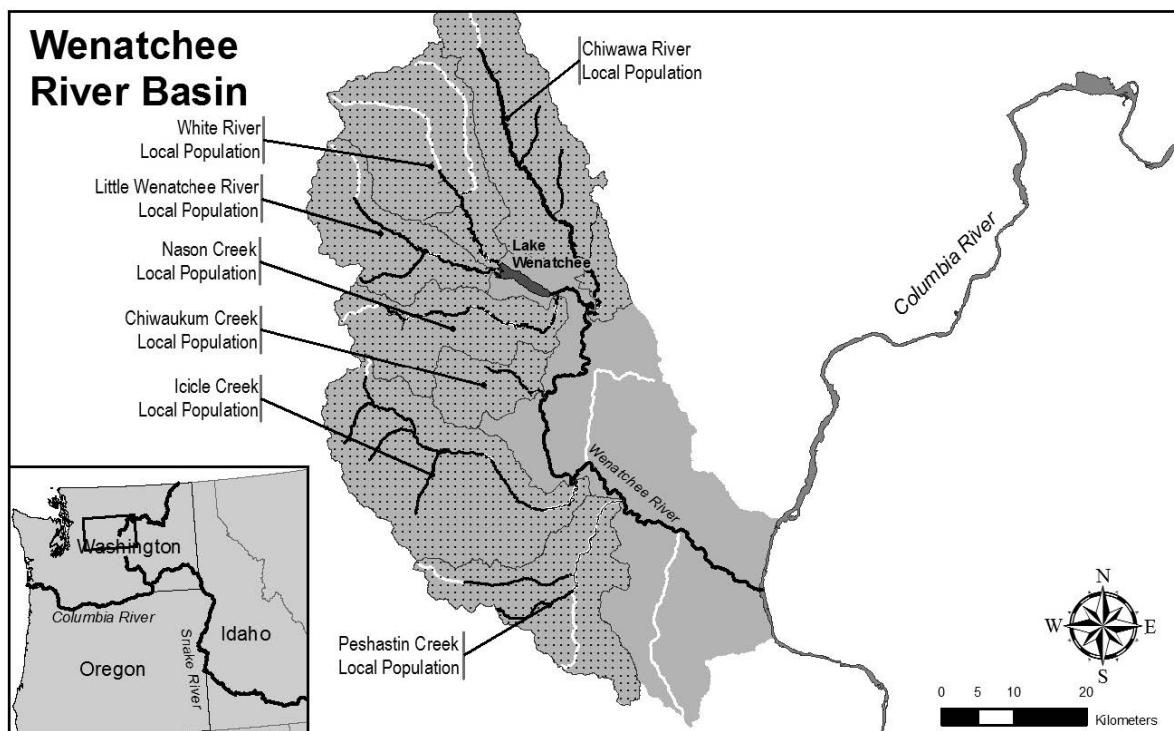 Wenatchee
River Basin
Chiwawa River
Local Population
White River
Local Population
Little Wenatchee River
Local Population
Nason Creek
Local Population
Chiwaukum Creek
Local Population
Icicle Creek
Local Population
Lake
Wenatchee
Columbia River
Wenatchee River
Peshastin Creek
Local Population
Washington
Columbia River
Snake River
Idaho
Oregon
N
W
E
S
0 5 10 20
Kilometers